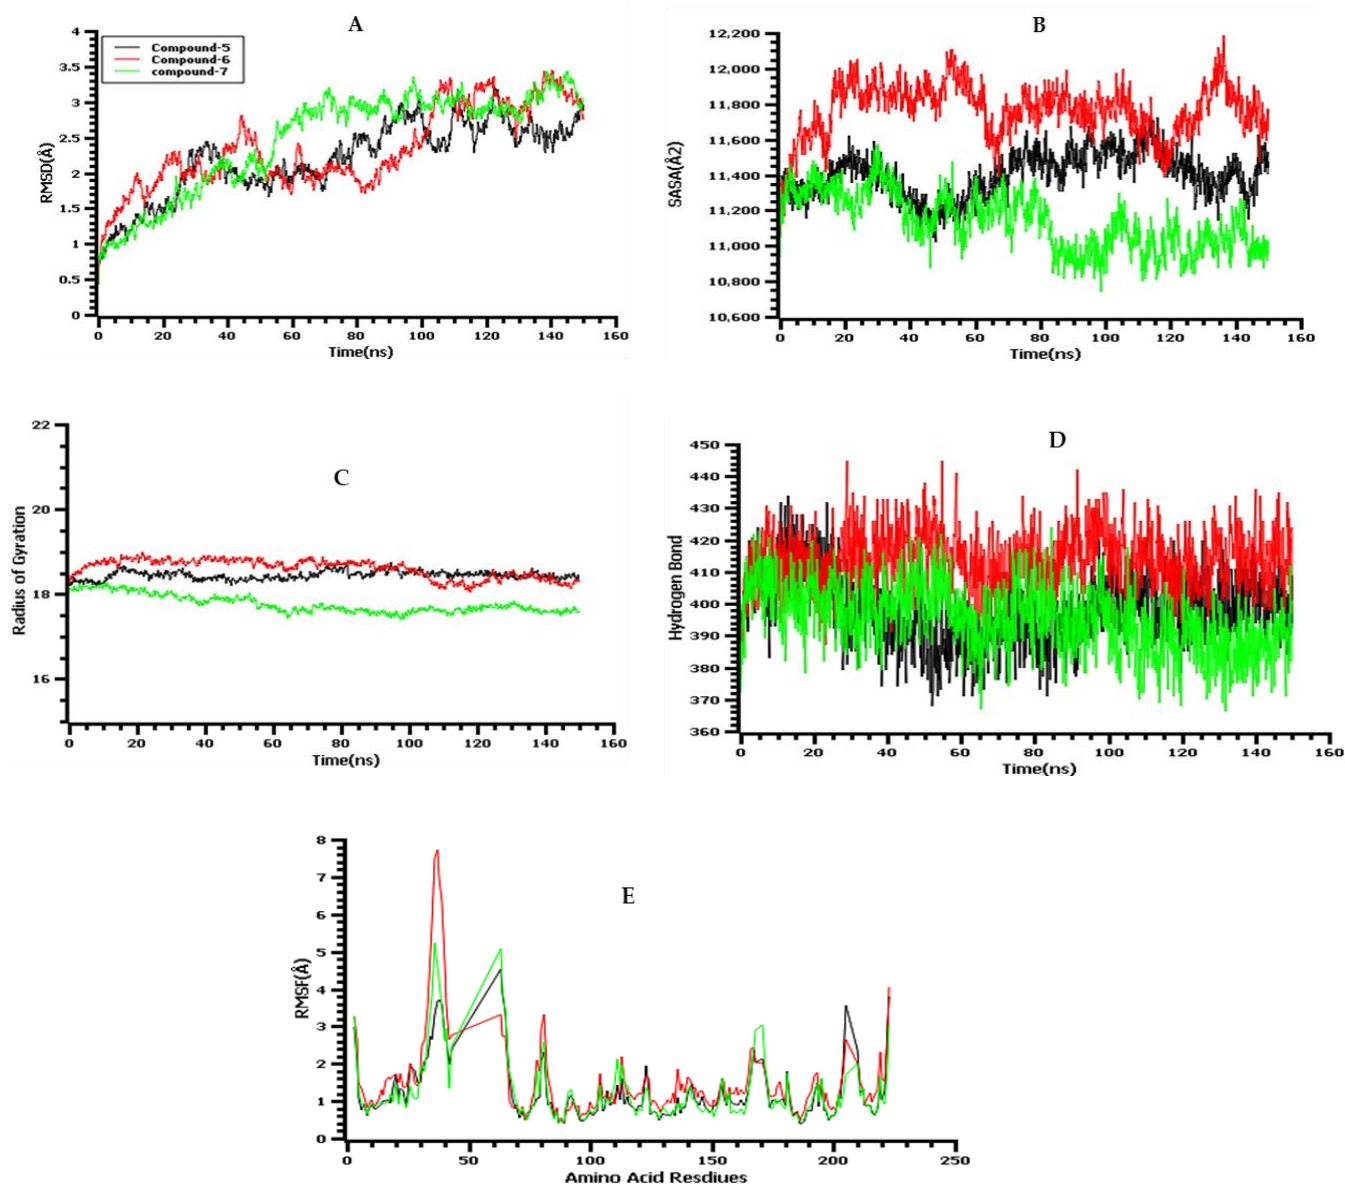 A
4
3.5
3
2.5
2
1.5
1
0.5
0
RMSD(Å)
Compound-5
Compound-6
compound-7
0 20 40 60 80 100 120 140 160
Time(ns)
B
12,200
12,000
11,800
11,600
11,400
11,200
11,000
10,800
10,600
SASA(Å2)
0 20 40 60 80 100 120 140 160
Time(ns)
C
22
20
18
16
Radius of Gyration
0 20 40 60 80 100 120 140 160
Time(ns)
D
450
440
430
420
410
400
390
380
370
360
Hydrogen Bond
0 20 40 60 80 100 120 140 160
Time(ns)
E
8
7
6
5
4
3
2
1
0
RMSF(Å)
0 50 100 150 200 250
Amino Acid Resdiues